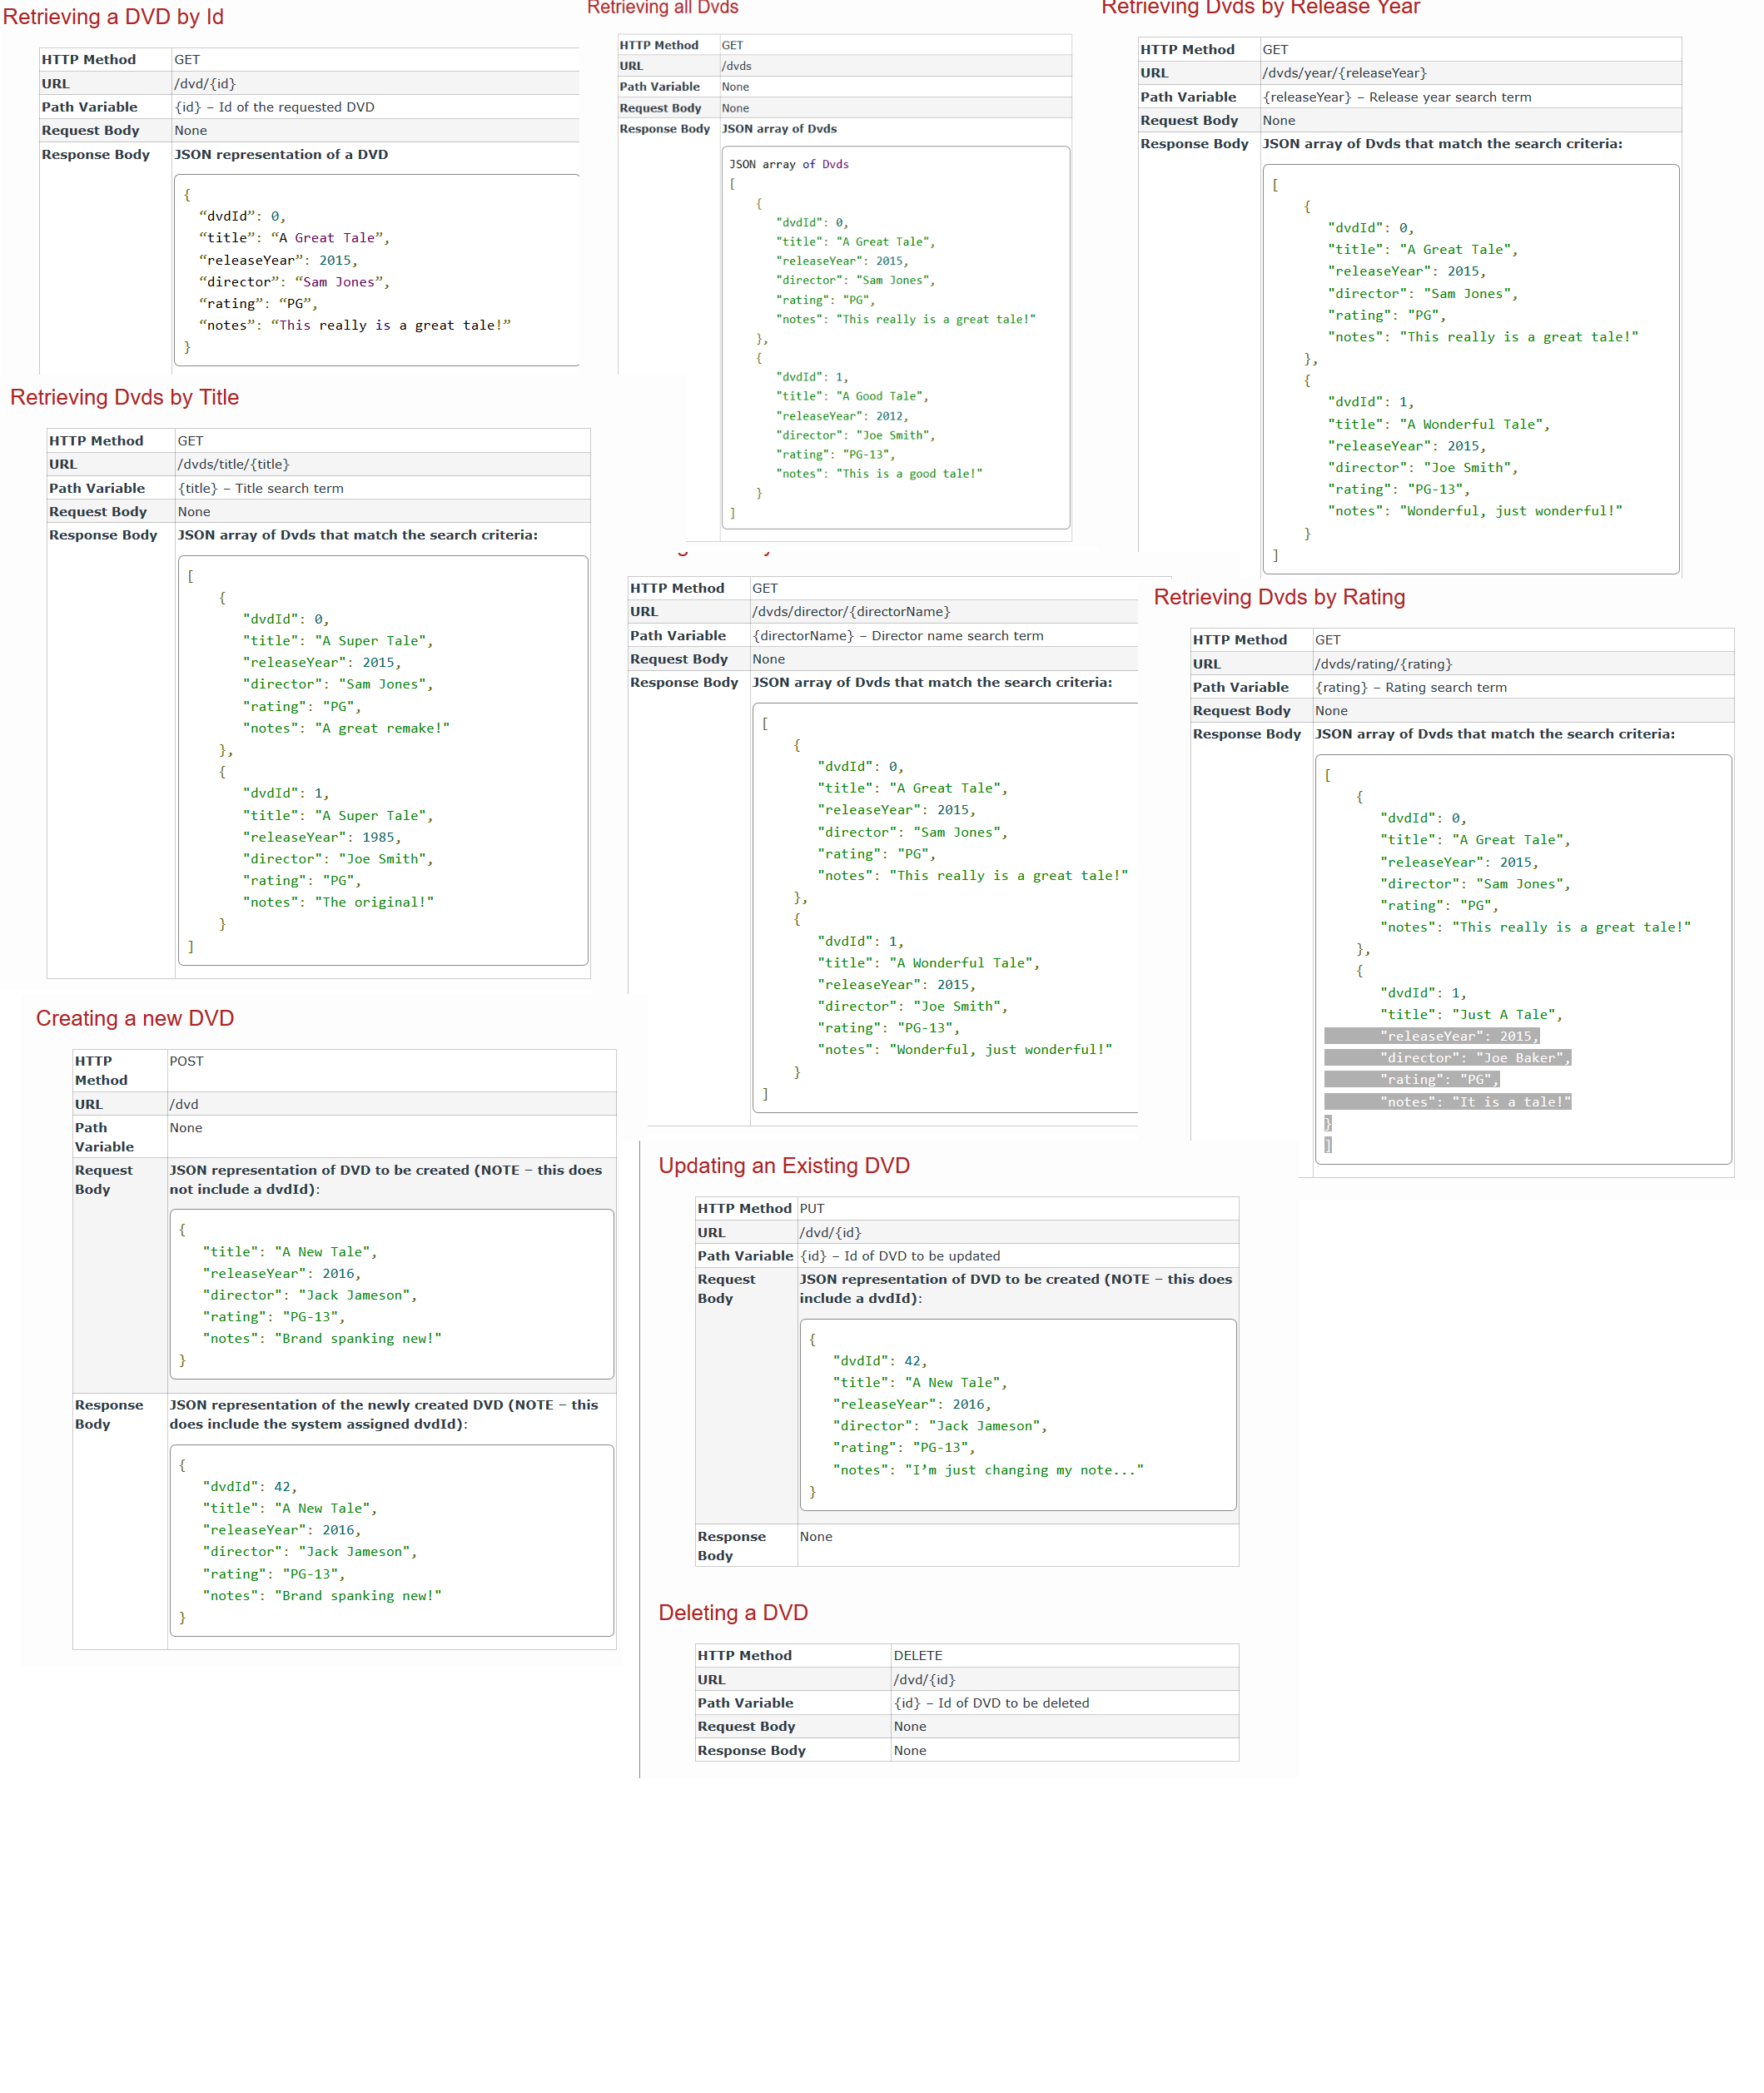 Retrieving a DVD by Id
HTTP Method GET
URL /dvd/{id}
Path Variable {id} – Id of the requested DVD
Request Body None
Response Body JSON representation of a DVD
{
“dvdId”: 0,
“title”: “A Great Tale”,
“releaseYear”: 2015,
“director”: “Sam Jones”,
“rating”: “PG”,
“notes”: “This really is a great tale!”
}
Retrieving all Dvds
HTTP Method GET
URL /dvds
Path Variable None
Request Body None
Response Body JSON array of Dvds
JSON array of Dvds
[
{
"dvdId": 0,
"title": "A Great Tale",
"releaseYear": 2015,
"director": "Sam Jones",
"rating": "PG",
"notes": "This really is a great tale!"
},
{
"dvdId": 1,
"title": "A Good Tale",
"releaseYear": 2012,
"director": "Joe Smith",
"rating": "PG-13",
"notes": "This is a good tale!"
}
]
Retrieving Dvds by Release Year
HTTP Method GET
URL /dvds/year/{releaseYear}
Path Variable {releaseYear} – Release year search term
Request Body None
Response Body JSON array of Dvds that match the search criteria:
[
{
"dvdId": 0,
"title": "A Great Tale",
"releaseYear": 2015,
"director": "Sam Jones",
"rating": "PG",
"notes": "This really is a great tale!"
},
{
"dvdId": 1,
"title": "A Wonderful Tale",
"releaseYear": 2015,
"director": "Joe Smith",
"rating": "PG-13",
"notes": "Wonderful, just wonderful!"
}
]
Retrieving Dvds by Title
HTTP Method GET
URL /dvds/title/{title}
Path Variable {title} – Title search term
Request Body None
Response Body JSON array of Dvds that match the search criteria:
[
{
"dvdId": 0,
"title": "A Super Tale",
"releaseYear": 2015,
"director": "Sam Jones",
"rating": "PG",
"notes": "A great remake!"
},
{
"dvdId": 1,
"title": "A Super Tale",
"releaseYear": 1985,
"director": "Joe Smith",
"rating": "PG",
"notes": "The original!"
}
]
HTTP Method GET
URL /dvds/director/{directorName}
Path Variable {directorName} – Director name search term
Request Body None
Response Body JSON array of Dvds that match the search criteria:
[
{
"dvdId": 0,
"title": "A Great Tale",
"releaseYear": 2015,
"director": "Sam Jones",
"rating": "PG",
"notes": "This really is a great tale!"
},
{
"dvdId": 1,
"title": "A Wonderful Tale",
"releaseYear": 2015,
"director": "Joe Smith",
"rating": "PG-13",
"notes": "Wonderful, just wonderful!"
}
]
Retrieving Dvds by Rating
HTTP Method GET
URL /dvds/rating/{rating}
Path Variable {rating} – Rating search term
Request Body None
Response Body JSON array of Dvds that match the search criteria:
[
{
"dvdId": 0,
"title": "A Great Tale",
"releaseYear": 2015,
"director": "Sam Jones",
"rating": "PG",
"notes": "This really is a great tale!"
},
{
"dvdId": 1,
"title": "Just A Tale",
"releaseYear": 2015,
"director": "Joe Baker",
"rating": "PG",
"notes": "It is a tale!"
}
]
Creating a new DVD
HTTP
Method POST
URL /dvd
Path
Variable None
Request
Body
JSON representation of DVD to be created (NOTE – this does
not include a dvdId):
{
"title": "A New Tale",
"releaseYear": 2016,
"director": "Jack Jameson",
"rating": "PG-13",
"notes": "Brand spanking new!"
}
Response
Body
JSON representation of the newly created DVD (NOTE – this
does include the system assigned dvdId):
{
"dvdId": 42,
"title": "A New Tale",
"releaseYear": 2016,
"director": "Jack Jameson",
"rating": "PG-13",
"notes": "Brand spanking new!"
}
Updating an Existing DVD
HTTP Method PUT
URL /dvd/{id}
Path Variable {id} – Id of DVD to be updated
Request
Body
JSON representation of DVD to be created (NOTE – this does
include a dvdId):
{
"dvdId": 42,
"title": "A New Tale",
"releaseYear": 2016,
"director": "Jack Jameson",
"rating": "PG-13",
"notes": "I’m just changing my note..."
}
Response
Body None
Deleting a DVD
HTTP Method DELETE
URL /dvd/{id}
Path Variable {id} – Id of DVD to be deleted
Request Body None
Response Body None